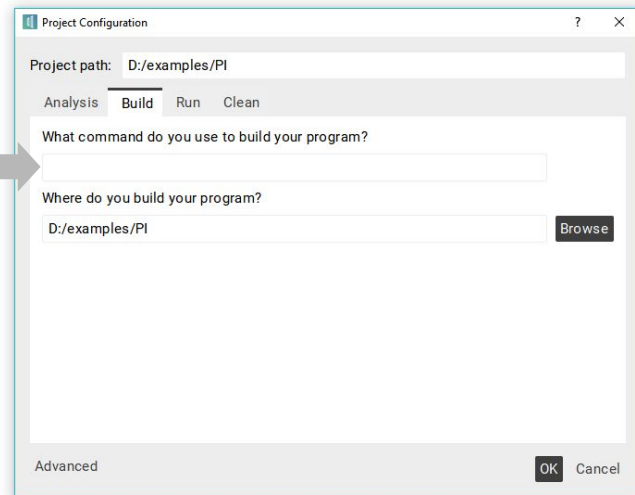 Project Configuration ? ×
Project path: D:/examples/PI
Analysis Build Run Clean
What command do you use to build your program?
Where do you build your program?
D:/examples/PI Browse
Advanced OK Cancel